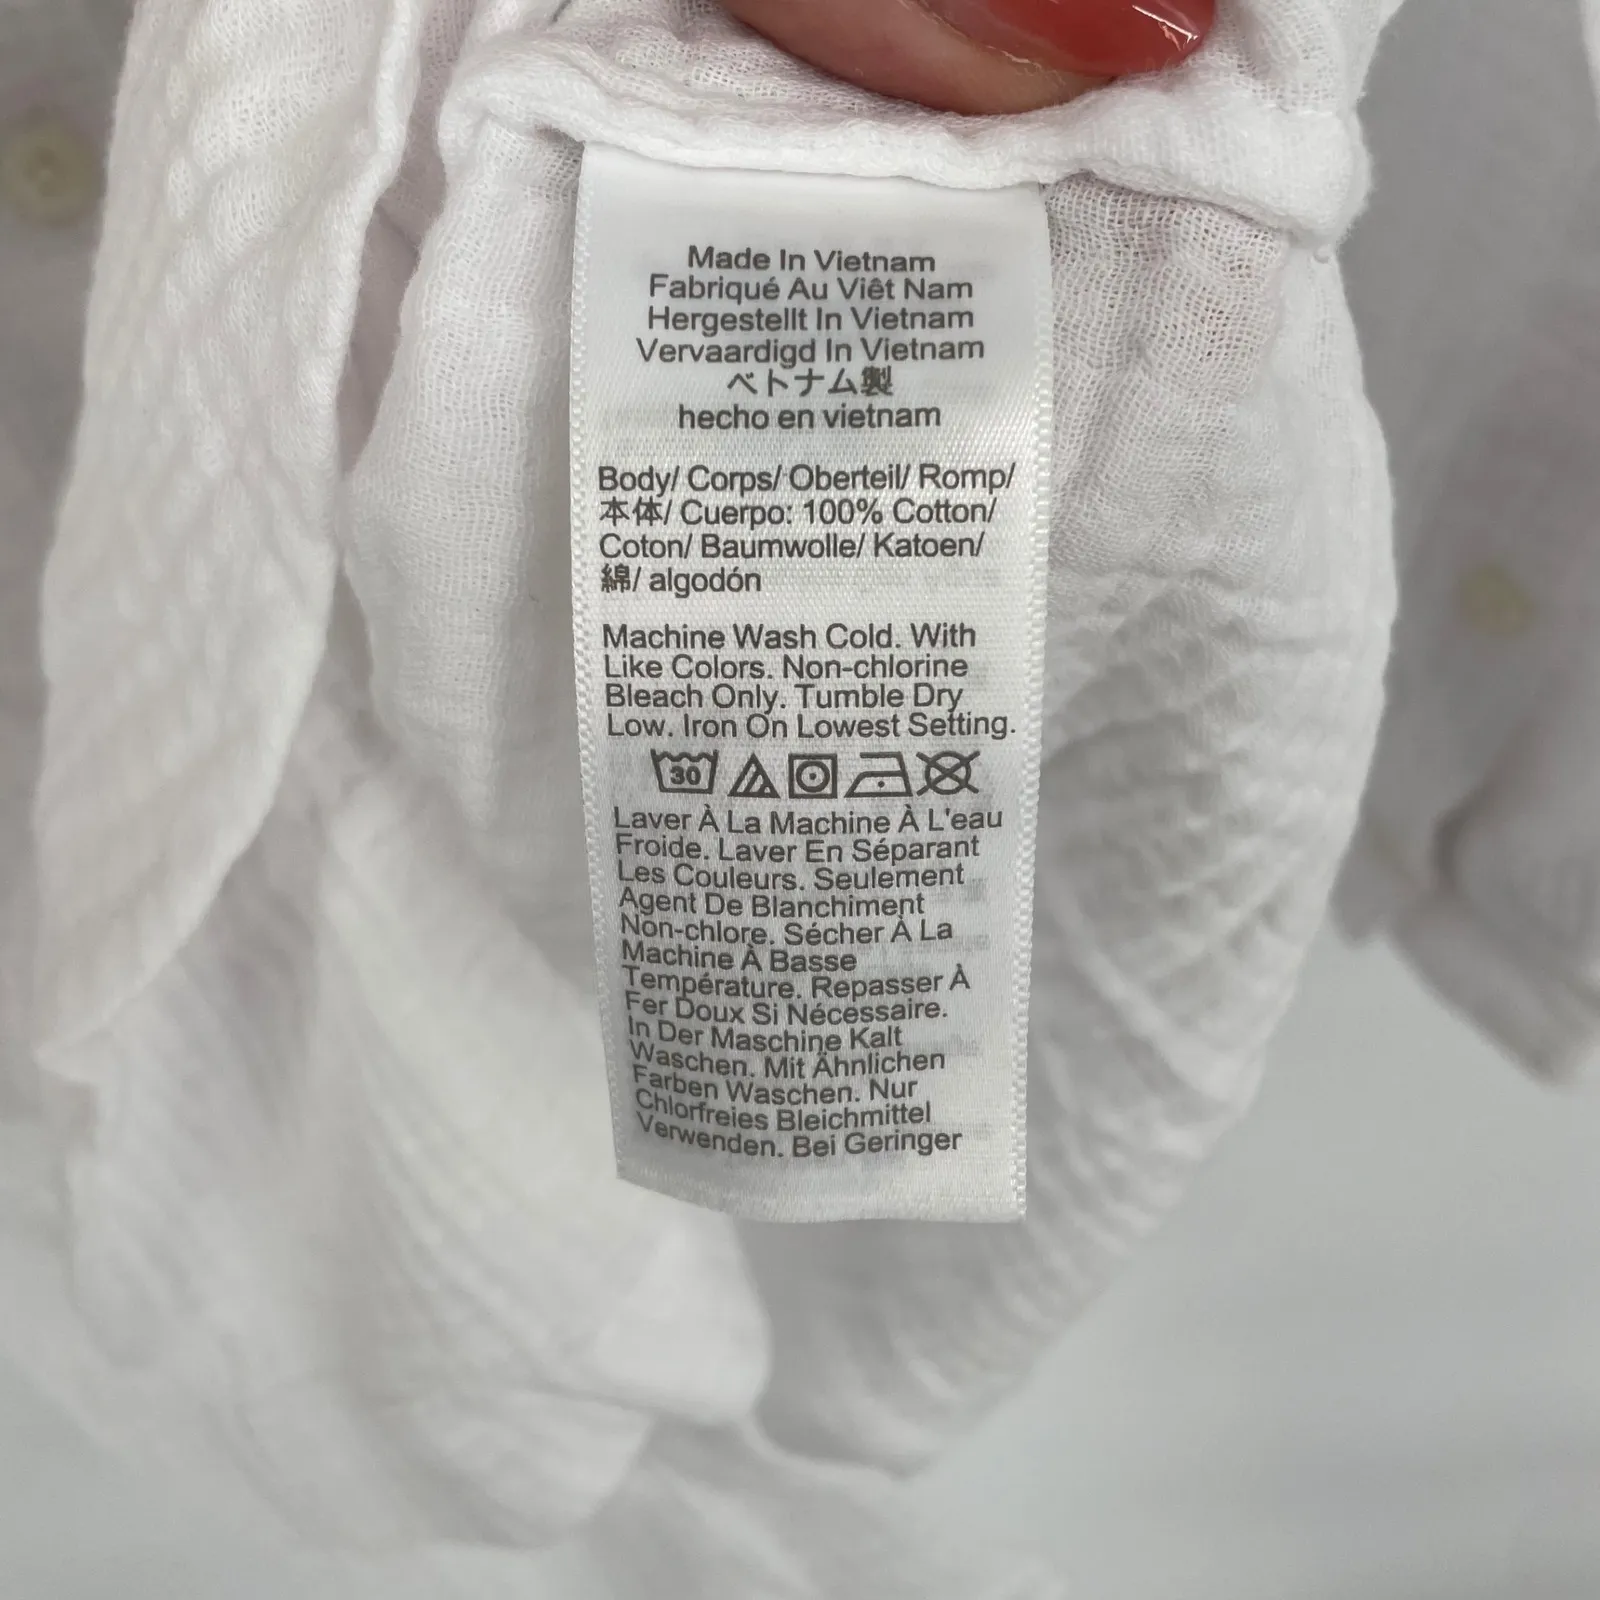 Made In Vietnam
Fabriqué Au Viêt Nam
Hergestellt In Vietnam
Vervaardigd In Vietnam
ベトナム製
hecho en vietnam
Body/ Corps/ Oberteil/ Romp/
本体/ Cuerpo: 100% Cotton/
Coton/ Baumwolle/ Katoen/
綿/ algodón
Machine Wash Cold. With
Like Colors. Non-chlorine
Bleach Only. Tumble Dry
Low. Iron On Lowest Setting.
30
Laver À La Machine À L'eau
Froide. Laver En Séparant
Les Couleurs. Seulement
Agent De Blanchiment
Non-chlore. Sécher À La
Machine À Basse
Température. Repasser À
Fer Doux Si Nécessaire.
In Der Maschine Kalt
Waschen. Mit Ähnlichen
Farben Waschen. Nur
Chlorfreies Bleichmittel
Verwenden. Bei Geringer